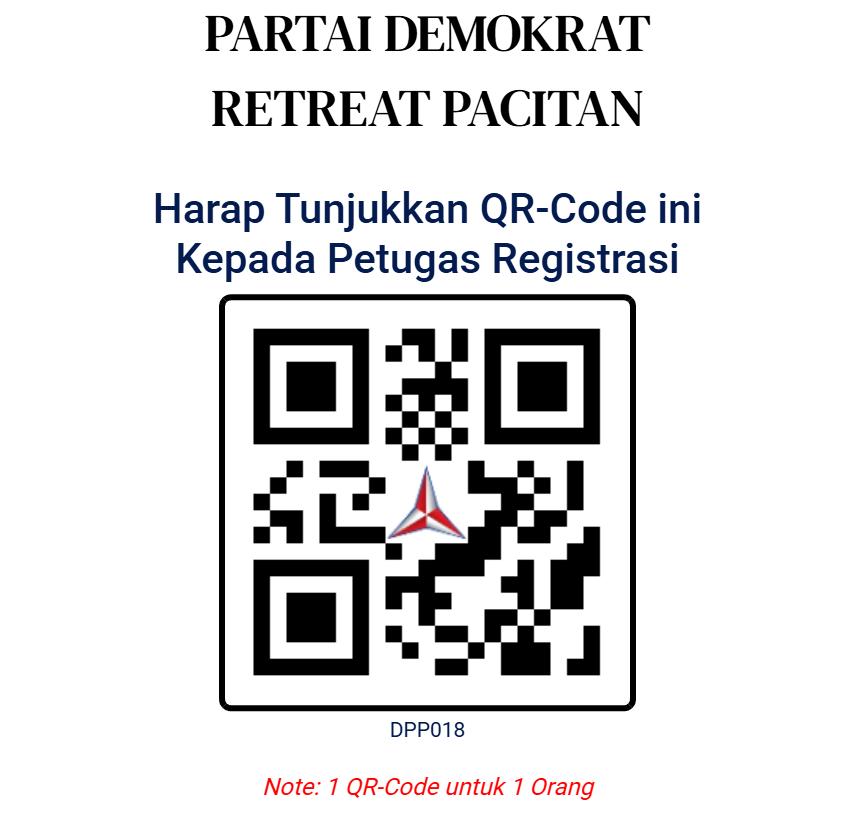 PARTAI DEMOKRAT
RETREAT PACITAN
Harap Tunjukkan QR-Code ini
Kepada Petugas Registrasi
DPP018
Note: 1 QR-Code untuk 1 Orang